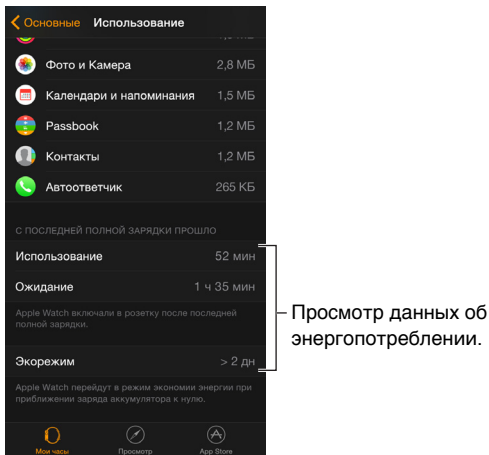 Основные Использование
Фото и Камера 2,8 МБ
Календари и напоминания 1,5 МБ
Passbook 1,2 МБ
Контакты 1,2 МБ
Автоответчик 265 КБ
С ПОСЛЕДНЕЙ ПОЛНОЙ ЗАРЯДКИ ПРОШЛО
Использование 52 мин
Ожидание 1 ч 35 мин
Apple Watch включали в розетку после последней
полной зарядки.
Экорежим > 2 дн
Apple Watch перейдут в режим экономии энергии при
приближении заряда аккумулятора к нулю.
Мои часы Просмотр App Store
Просмотр данных об
энергопотреблении.